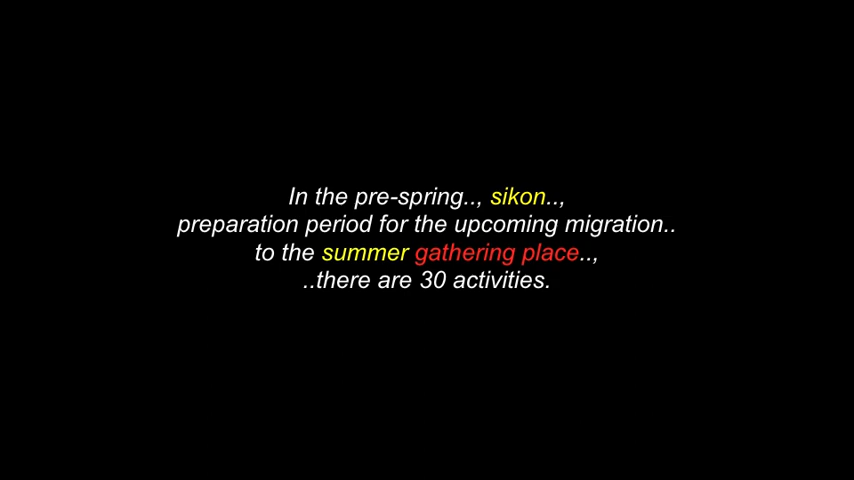 In the pre-spring.., sikon..,
preparation period for the upcoming migration..
to the summer gathering place..,
..there are 30 activities.